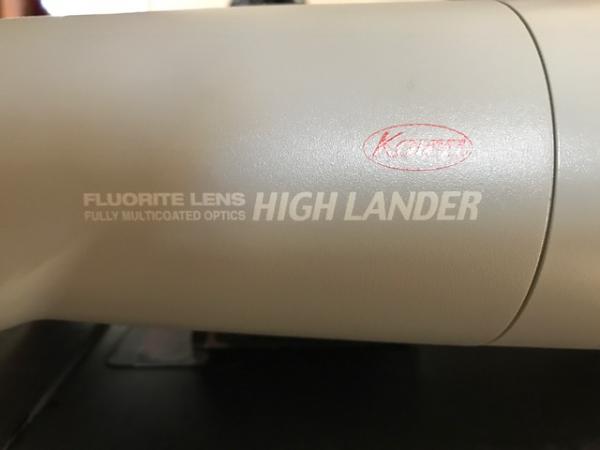 Kowa
FLUORITE LENS
FULLY MULTICOATED OPTICS
HIGH LANDER